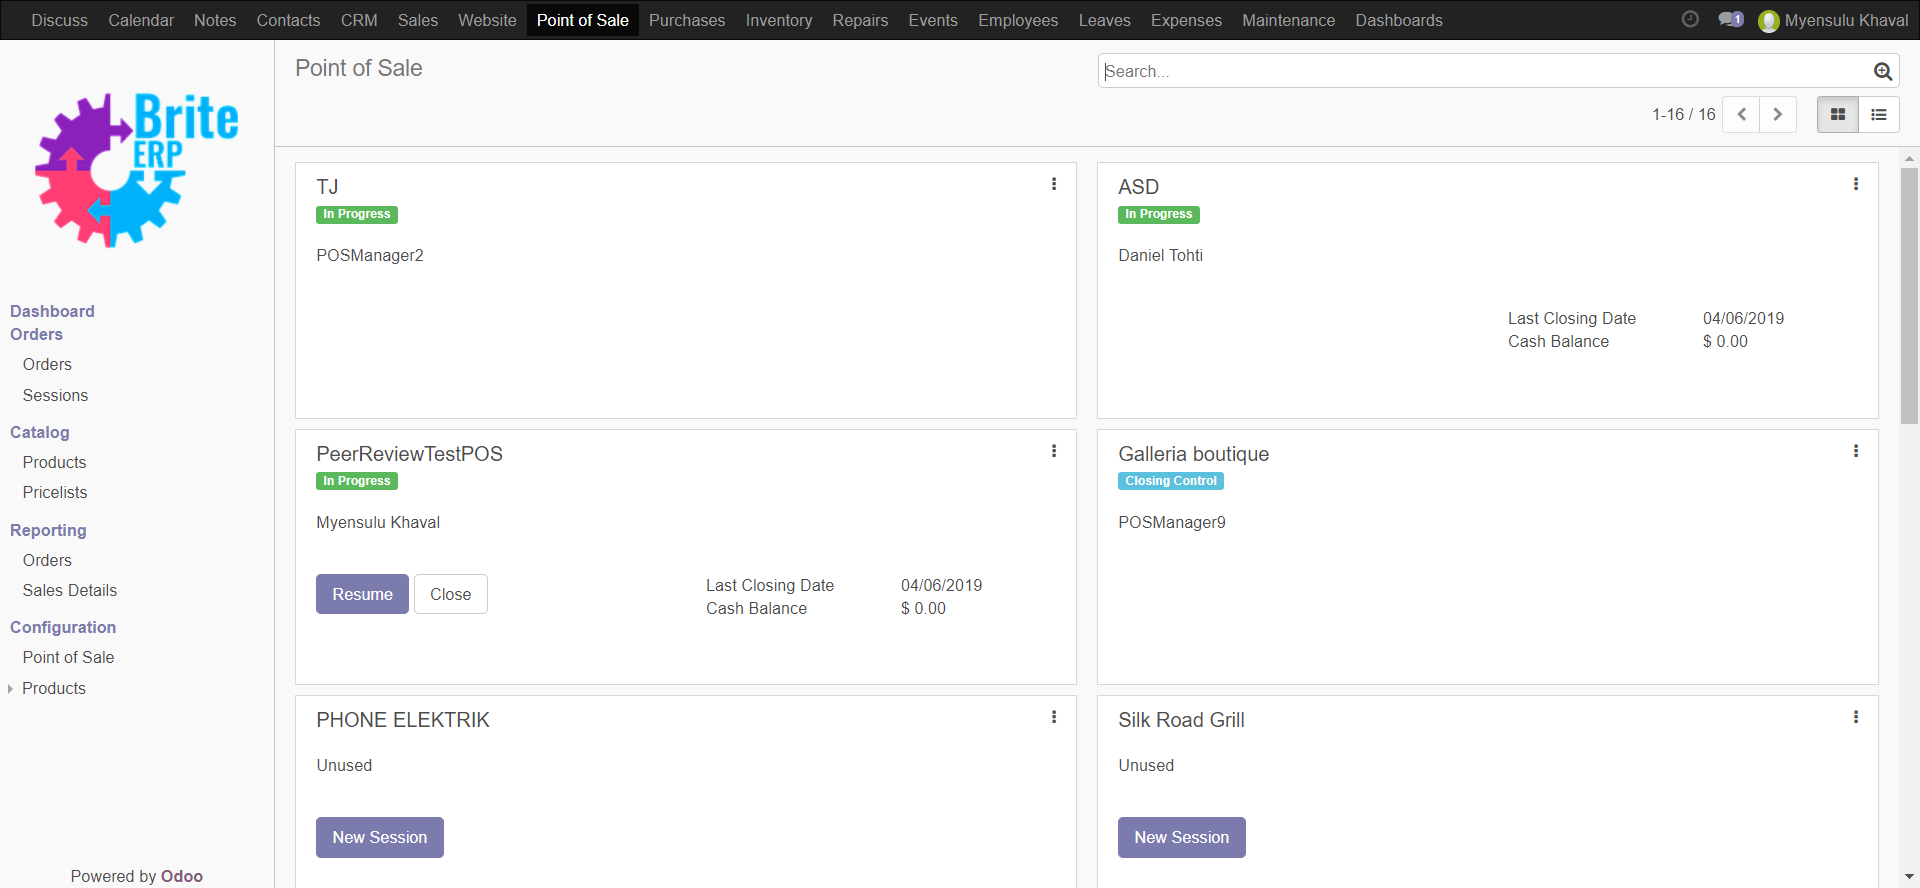 Discuss Calendar Notes Contacts CRM Sales Website Point of Sale Purchases Inventory Repairs Events Employees Leaves Expenses Maintenance Dashboards 1 Myensulu Khaval
Brite
ERP
Dashboard
Orders
Orders
Sessions
Catalog
Products
Pricelists
Reporting
Orders
Sales Details
Configuration
Point of Sale
Products
Powered by Odoo
Point of Sale
Search...
1-16 / 16
TJ
In Progress
POSManager2
ASD
In Progress
Daniel Tohti
Last Closing Date 04/06/2019
Cash Balance $ 0.00
PeerReviewTestPOS
In Progress
Myensulu Khaval
Resume Close
Last Closing Date 04/06/2019
Cash Balance $ 0.00
Galleria boutique
Closing Control
POSManager9
PHONE ELEKTRIK
Unused
New Session
Silk Road Grill
Unused
New Session